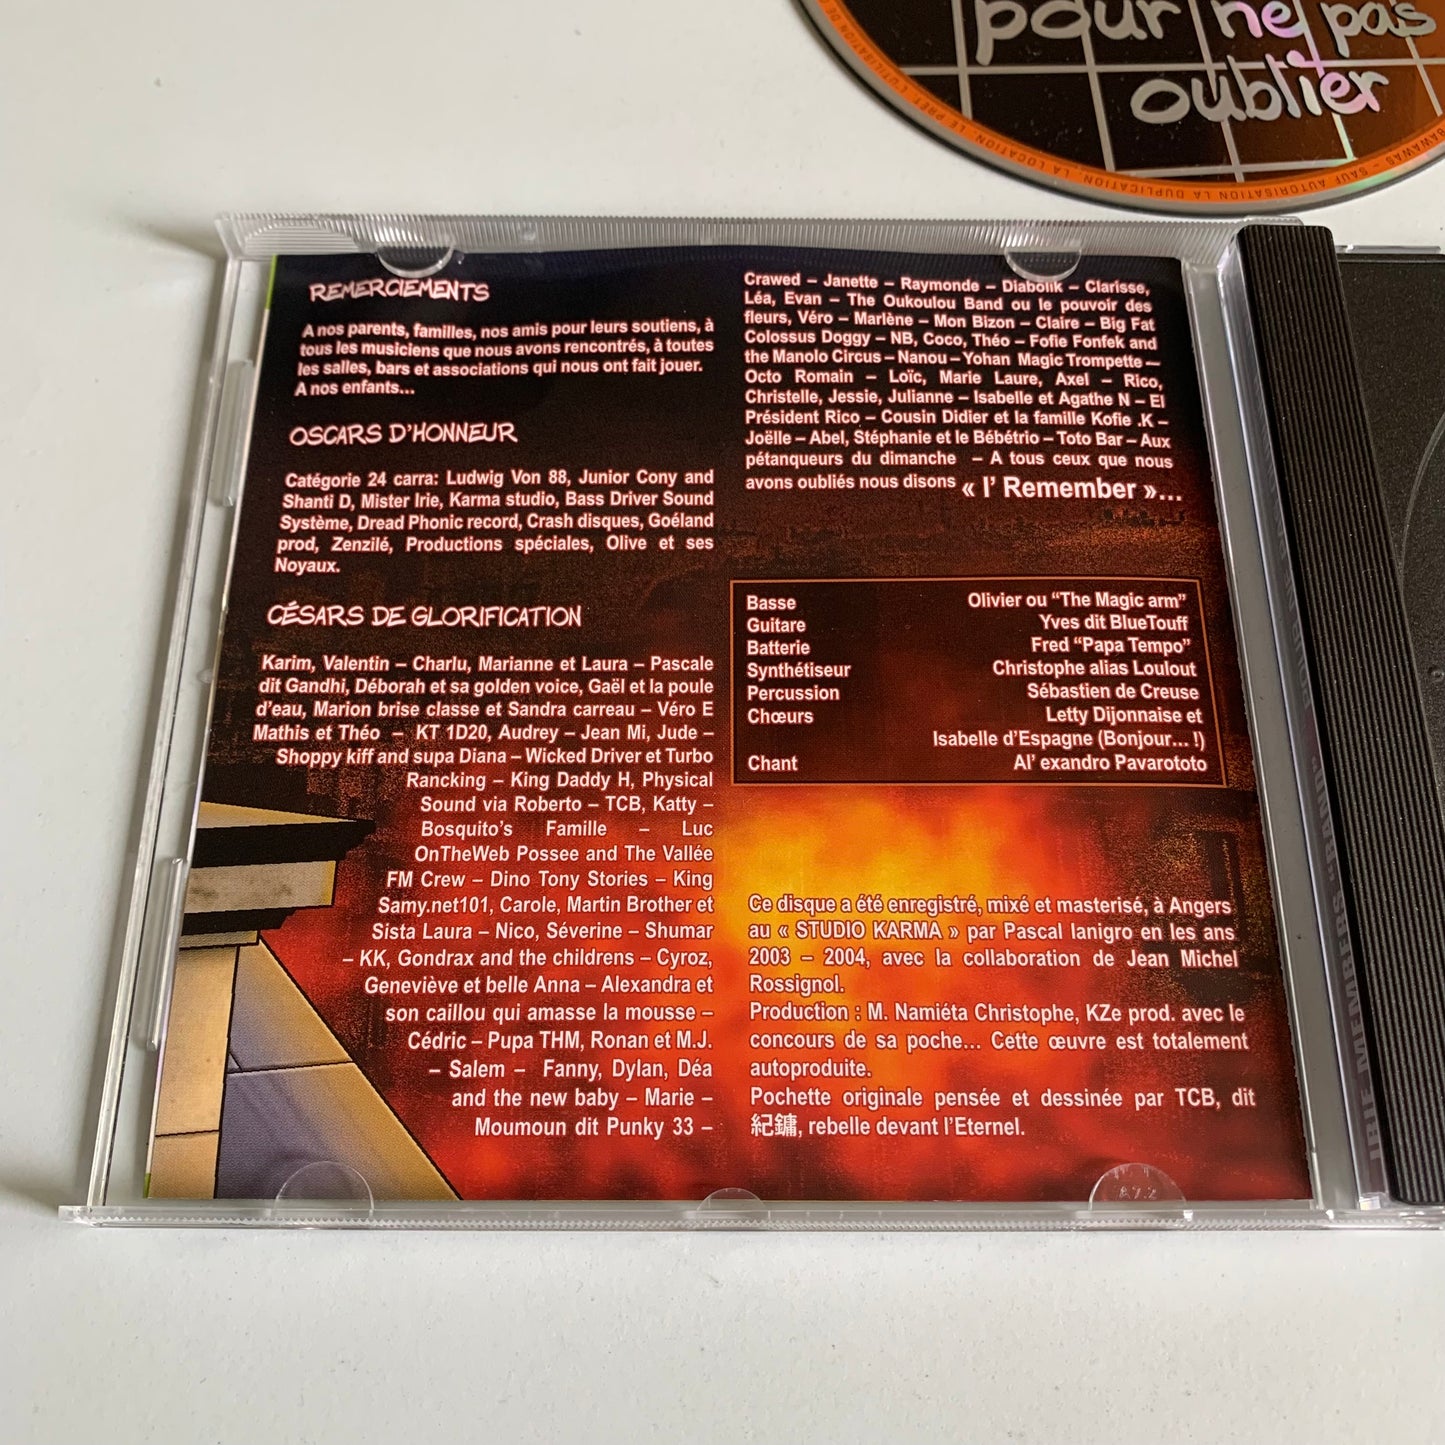 pour ne pas
oublier
SAUF AUTORISATION LA DUPLICATION, LA LOCATION, LE PRET, L'UTILISATION DE
REMERCIEMENTS
A nos parents, familles, nos amis pour leurs soutiens, à
tous les musiciens que nous avons rencontrés, à toutes
les salles, bars et associations qui nous ont fait jouer.
A nos enfants...
OSCARS D'HONNEUR
Catégorie 24 carra: Ludwig Von 88, Junior Cony and
Shanti D, Mister Irie, Karma studio, Bass Driver Sound
Système, Dread Phonic record, Crash disques, Goéland
prod, Zenzilé, Productions spéciales, Olive et ses
Noyaux.
CÉSARS DE GLORIFICATION
Karim, Valentin – Charlu, Marianne et Laura – Pascale
dit Gandhi, Déborah et sa golden voice, Gaël et la poule
d'eau, Marion brise classe et Sandra carreau – Véro E
Mathis et Théo – KT 1D20, Audrey – Jean Mi, Jude –
Shoppy kiff and supa Diana – Wicked Driver et Turbo
Rancking – King Daddy H, Physical
Sound via Roberto – TCB, Katty –
Bosquito's Famille – Luc
OnTheWeb Possee and The Vallée
FM Crew – Dino Tony Stories – King
Samy.net101, Carole, Martin Brother et
Sista Laura – Nico, Séverine – Shumar
– KK, Gondrax and the childrens – Cyroz,
Geneviève et belle Anna – Alexandra et
son caillou qui amasse la mousse –
Cédric – Pupa THM, Ronan et M.J.
– Salem – Fanny, Dylan, Déa
and the new baby – Marie –
Moumoun dit Punky 33 –
Crawed – Janette – Raymonde – Diabolik – Clarisse,
Léa, Evan – The Oukoulou Band ou le pouvoir des
fleurs, Véro – Marlène – Mon Bizon – Claire – Big Fat
Colossus Doggy – NB, Coco, Théo – Fofie Fonfek and
the Manolo Circus – Nanou – Yohan Magic Trompette –
Octo Romain – Loïc, Marie Laure, Axel – Rico,
Christelle, Jessie, Julianne – Isabelle et Agathe N – El
Président Rico – Cousin Didier et la famille Kofie .K –
Joëlle – Abel, Stéphanie et le Bébétrio – Toto Bar – Aux
pétanqueurs du dimanche – A tous ceux que nous
avons oubliés nous disons « I' Remember »...
Basse Olivier ou "The Magic arm"
Guitare Yves dit BlueTouff
Batterie Fred "Papa Tempo"
Synthétiseur Christophe alias Loulout
Percussion Sébastien de Creuse
Chœurs Letty Dijonnaise et
Isabelle d'Espagne (Bonjour... !)
Chant Al' exandro Pavarototo
Ce disque a été enregistré, mixé et masterisé, à Angers
au « STUDIO KARMA » par Pascal Ianigro en les ans
2003 – 2004, avec la collaboration de Jean Michel
Rossignol.
Production : M. Namiéta Christophe, KZe prod. avec le
concours de sa poche... Cette œuvre est totalement
autoproduite.
Pochette originale pensée et dessinée par TCB, dit
紀鏞, rebelle devant l'Eternel.
A7.2